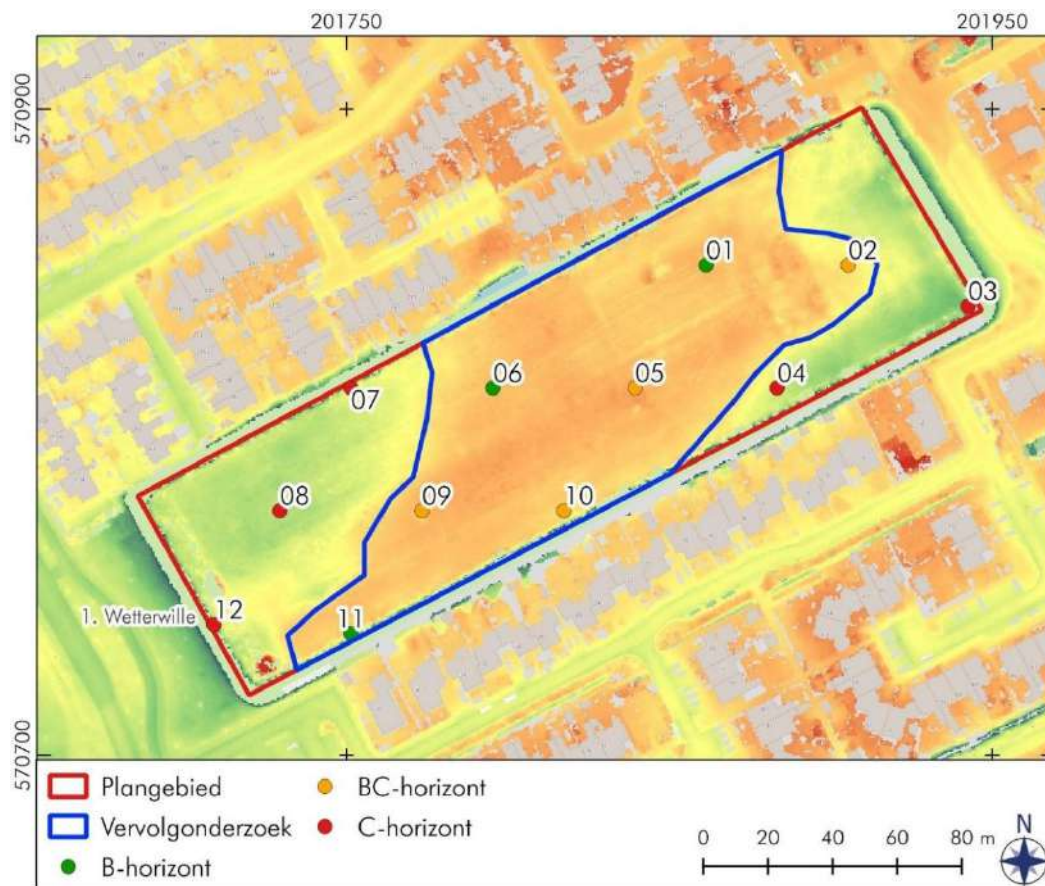 201750 201950
570900
01
02
03
06
05
04
07
09
10
08
11
12
1. Wetterwille
570700
Plangebied
Vervolgonderzoek
B-horizont
BC-horizont
C-horizont
0 20 40 60 80 m
N